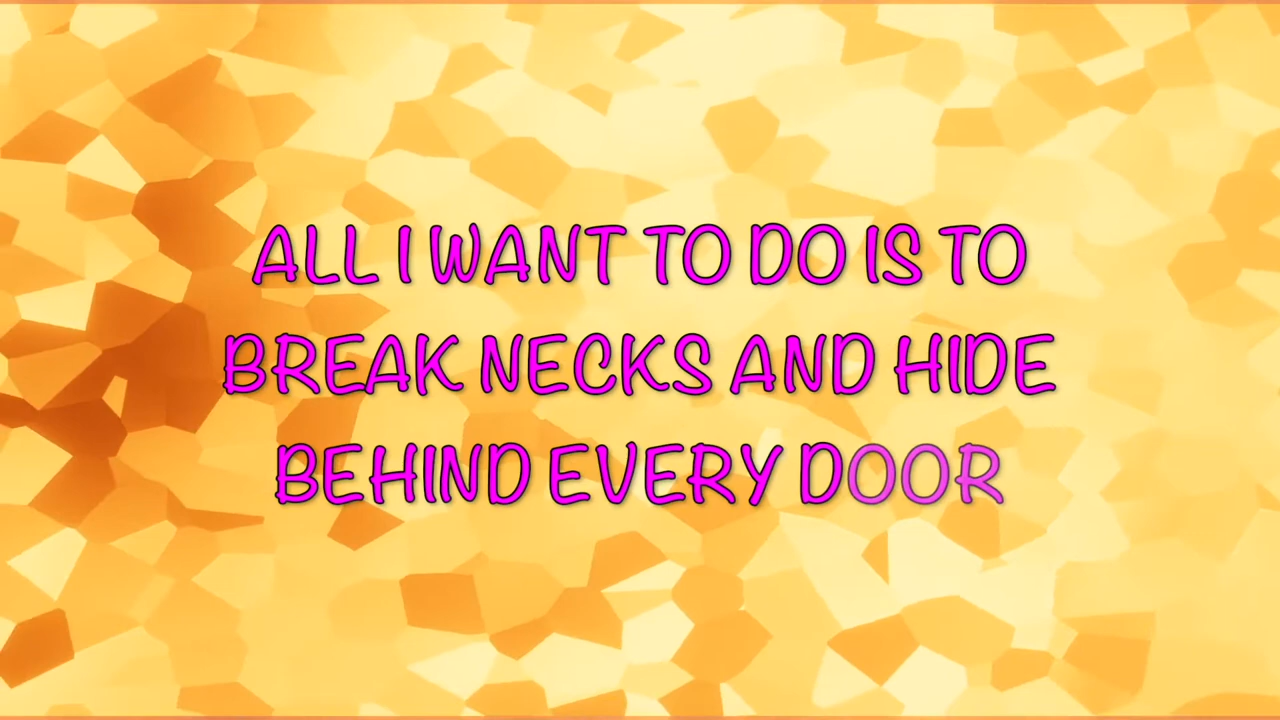 ALL I WANT TO DO IS TO
BREAK NECKS AND HIDE
BEHIND EVERY DOOR